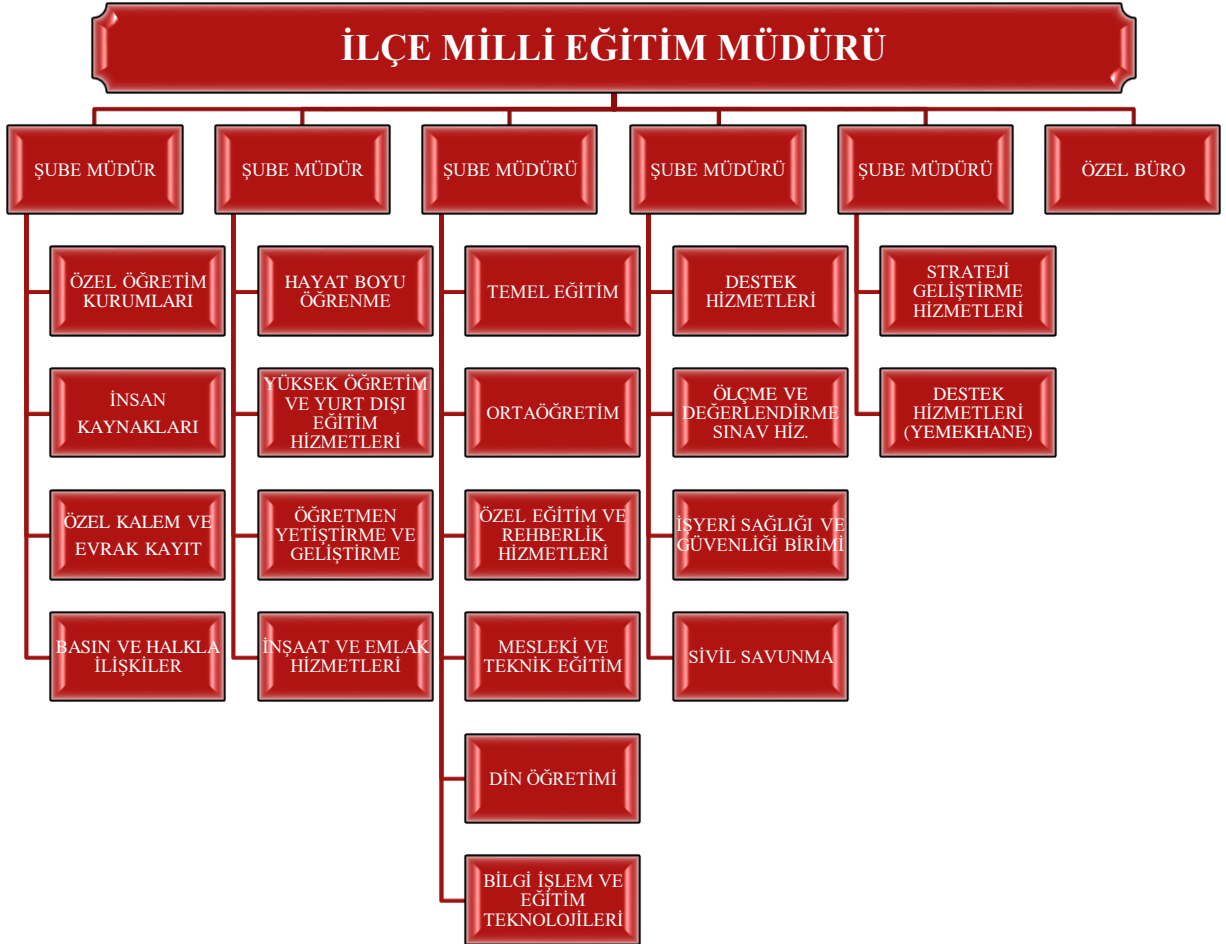 İLÇE MİLLİ EĞİTİM MÜDÜRÜ
ŞUBE MÜDÜR
ÖZEL ÖĞRETİM
KURUMLARI
İNSAN
KAYNAKLARI
ÖZEL KALEM VE
EVRAK KAYIT
BASIN VE HALKLA
İLİŞKİLER
ŞUBE MÜDÜR
HAYAT BOYU
ÖĞRENME
YÜKSEK ÖĞRETİM
VE YURT DIŞI
EĞİTİM
HİZMETLERİ
ÖĞRETMEN
YETİŞTİRME VE
GELİŞTİRME
İNŞAAT VE EMLAK
HİZMETLERİ
ŞUBE MÜDÜRÜ
TEMEL EĞİTİM
ORTAÖĞRETİM
ÖZEL EĞİTİM VE
REHBERLİK
HİZMETLERİ
MESLEKİ VE
TEKNİK EĞİTİM
DİN ÖĞRETİMİ
BİLGİ İŞLEM VE
EĞİTİM
TEKNOLOJİLERİ
ŞUBE MÜDÜRÜ
DESTEK
HİZMETLERİ
ÖLÇME VE
DEĞERLENDİRME
SINAV HİZ.
İŞYERİ SAĞLIĞI VE
GÜVENLİĞİ BİRİMİ
SİVİL SAVUNMA
ŞUBE MÜDÜRÜ
STRATEJİ
GELİŞTİRME
HİZMETLERİ
DESTEK
HİZMETLERİ
(YEMEKHANE)
ÖZEL BÜRO